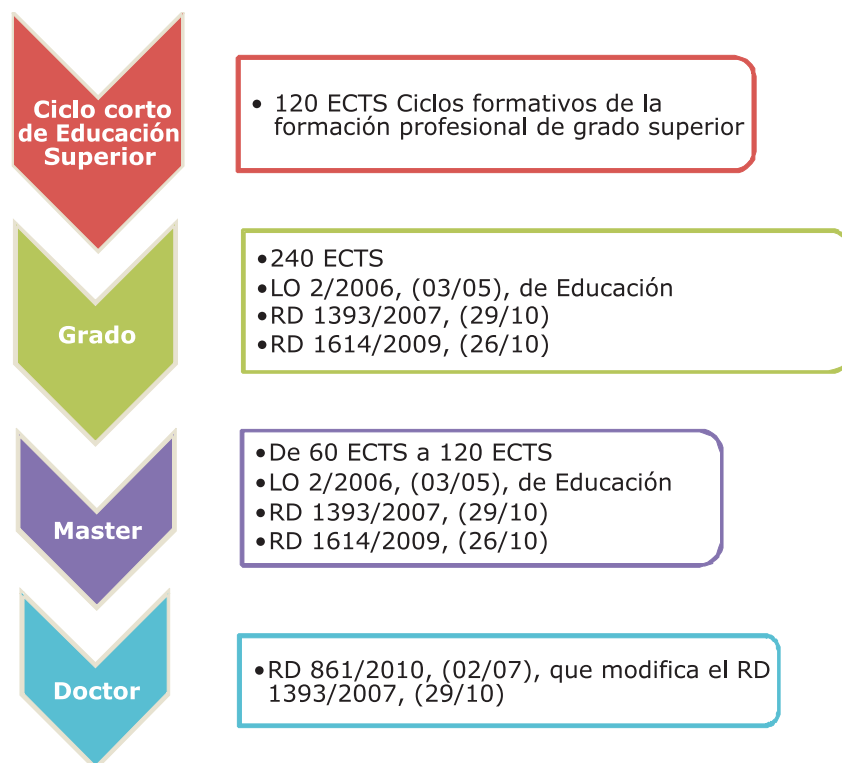 Ciclo corto
de Educación
Superior
• 120 ECTS Ciclos formativos de la
formación profesional de grado superior
Grado
•240 ECTS
•LO 2/2006, (03/05), de Educación
•RD 1393/2007, (29/10)
•RD 1614/2009, (26/10)
Master
•De 60 ECTS a 120 ECTS
•LO 2/2006, (03/05), de Educación
•RD 1393/2007, (29/10)
•RD 1614/2009, (26/10)
Doctor
•RD 861/2010, (02/07), que modifica el RD
1393/2007, (29/10)